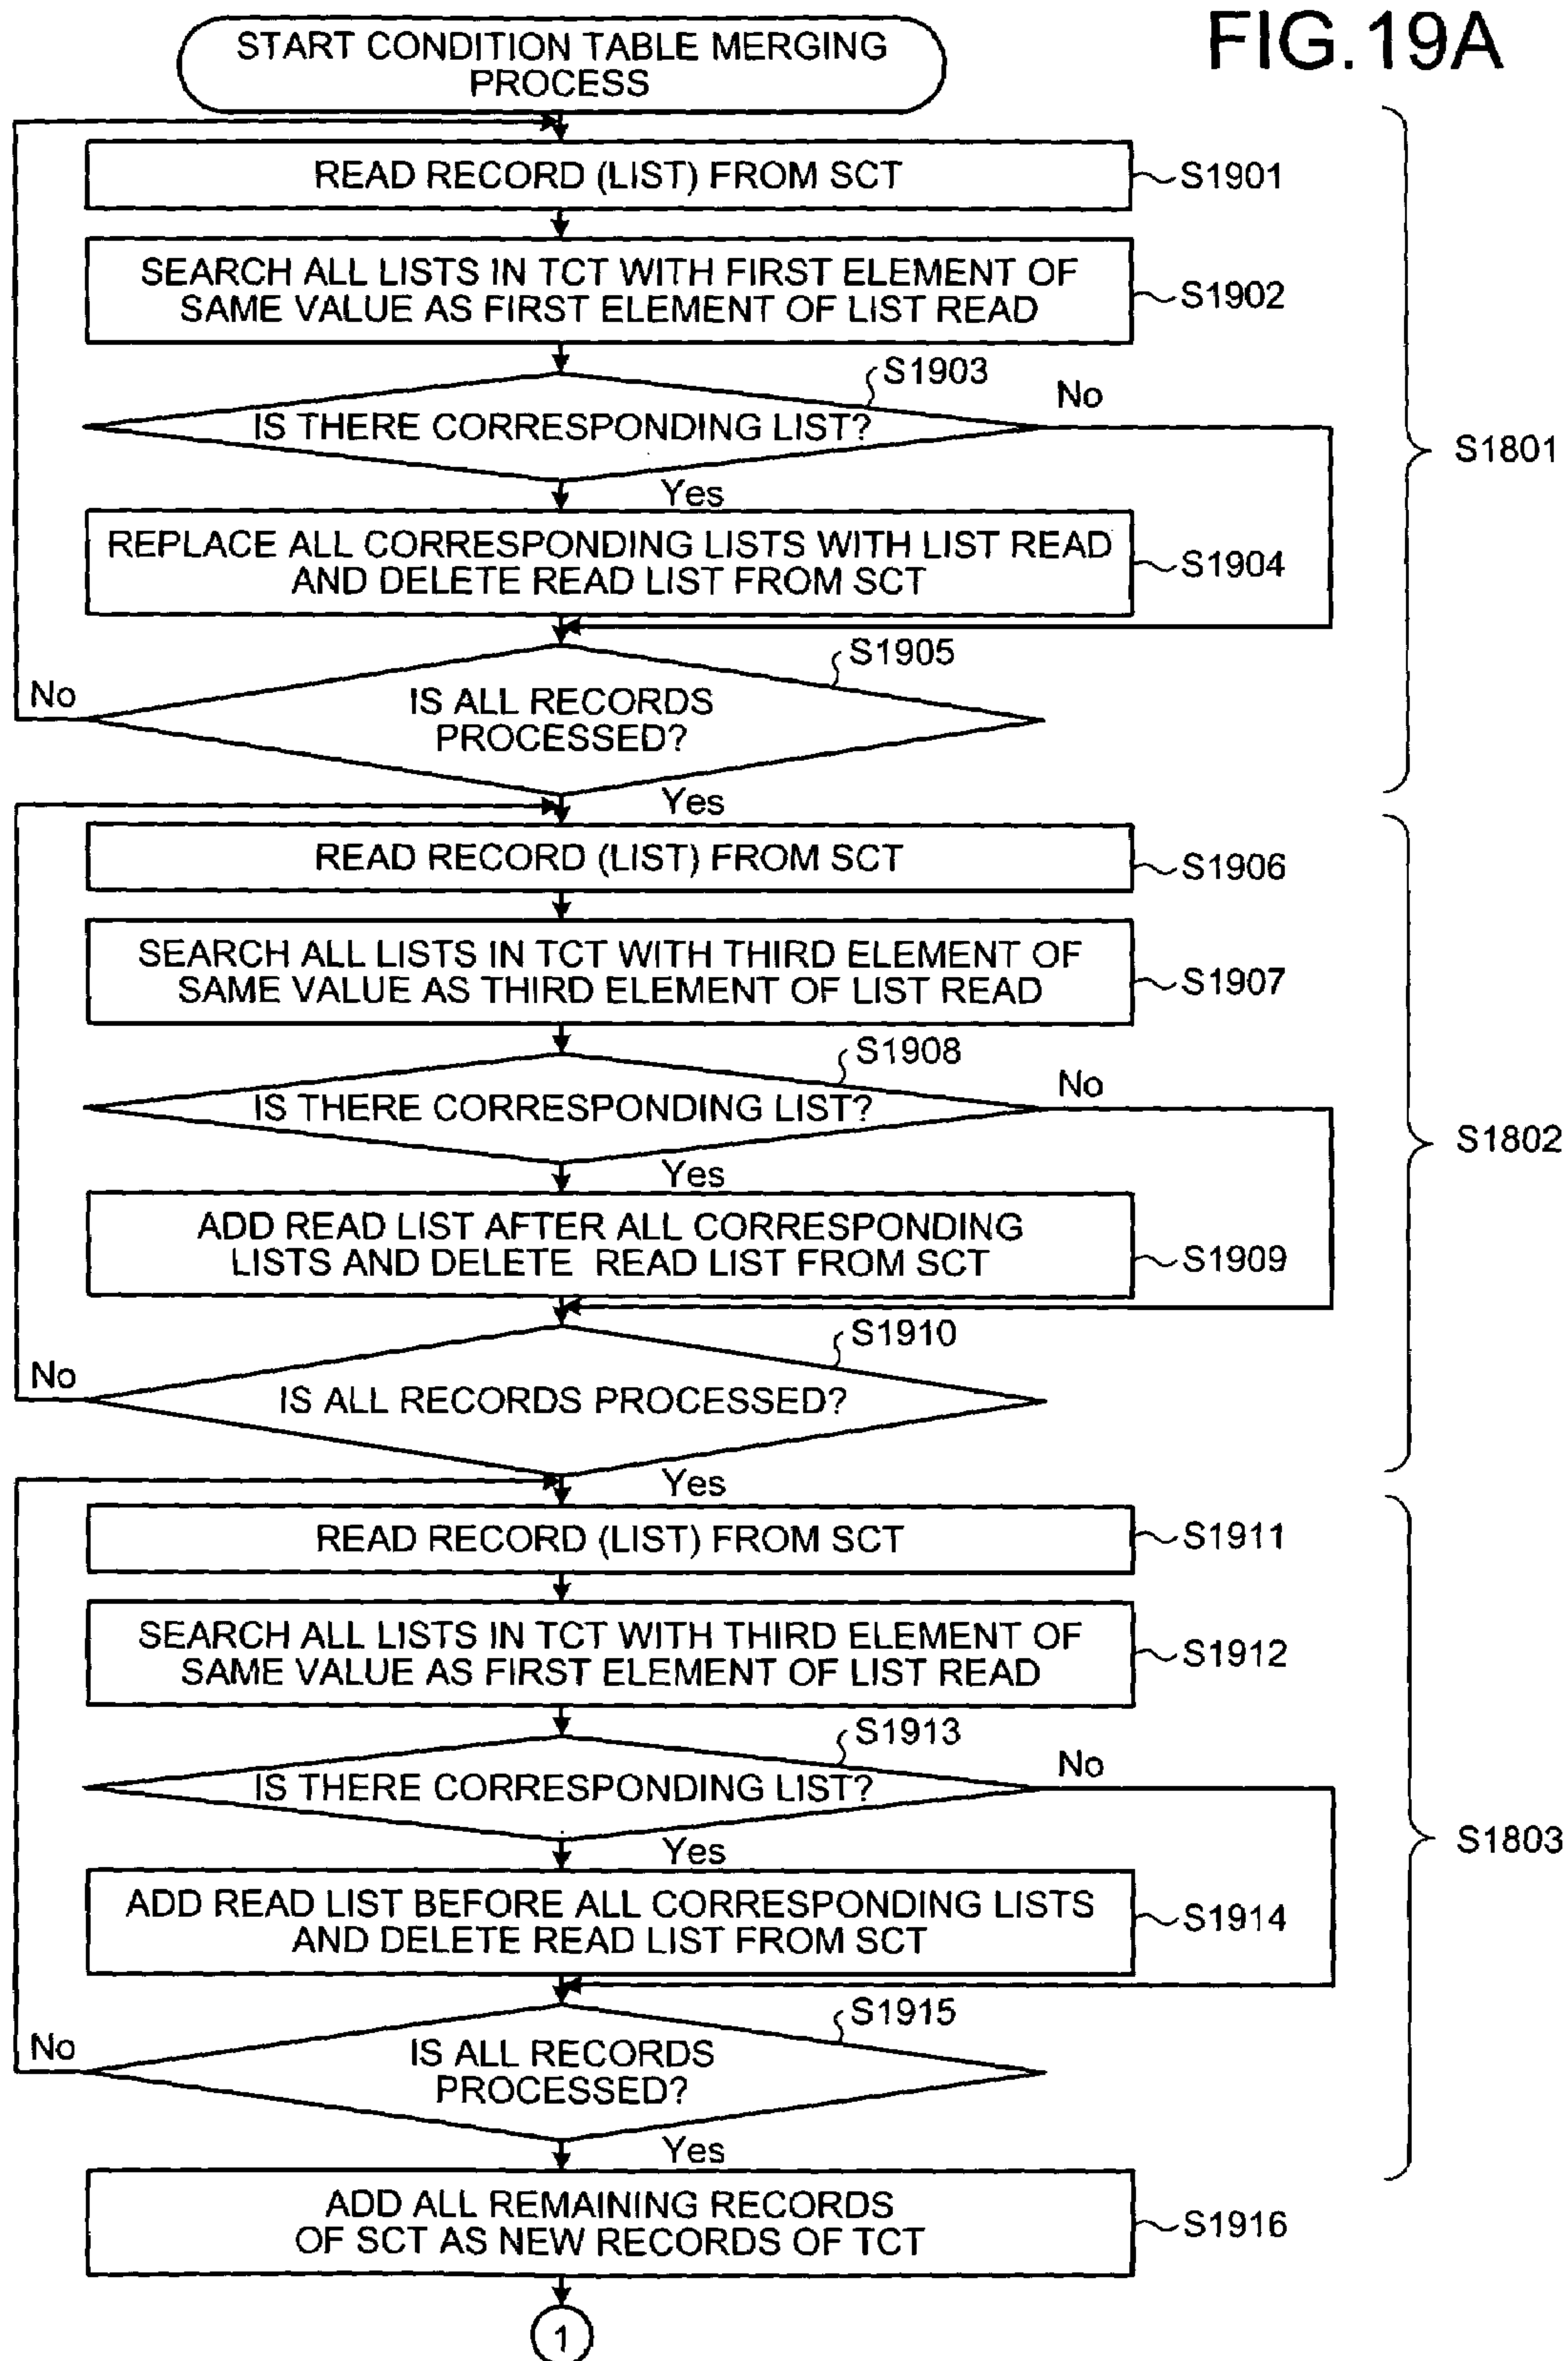 FIG.19A
START CONDITION TABLE MERGING
PROCESS
READ RECORD (LIST) FROM SCT
S1901
SEARCH ALL LISTS IN TCT WITH FIRST ELEMENT OF
SAME VALUE AS FIRST ELEMENT OF LIST READ
S1902
S1903
No
IS THERE CORRESPONDING LIST?
S1801
Yes
REPLACE ALL CORRESPONDING LISTS WITH LIST READ
AND DELETE READ LIST FROM SCT
S1904
S1905
No
IS ALL RECORDS
PROCESSED?
Yes
READ RECORD (LIST) FROM SCT
S1906
SEARCH ALL LISTS IN TCT WITH THIRD ELEMENT OF
SAME VALUE AS THIRD ELEMENT OF LIST READ
S1907
S1908
No
IS THERE CORRESPONDING LIST?
S1802
Yes
ADD READ LIST AFTER ALL CORRESPONDING
LISTS AND DELETE READ LIST FROM SCT
S1909
S1910
No
IS ALL RECORDS PROCESSED?
Yes
READ RECORD (LIST) FROM SCT
S1911
SEARCH ALL LISTS IN TCT WITH THIRD ELEMENT OF
SAME VALUE AS FIRST ELEMENT OF LIST READ
S1912
S1913
No
IS THERE CORRESPONDING LIST?
S1803
Yes
ADD READ LIST BEFORE ALL CORRESPONDING LISTS
AND DELETE READ LIST FROM SCT
S1914
S1915
No
IS ALL RECORDS
PROCESSED?
Yes
ADD ALL REMAINING RECORDS
OF SCT AS NEW RECORDS OF TCT
S1916
1